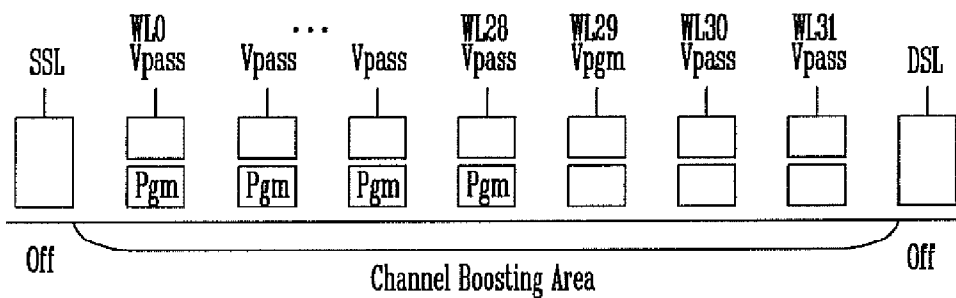 WL0 ... WL28 WL29 WL30 WL31
SSL Vpass Vpass Vpass Vpass Vpgm Vpass Vpass DSL
Pgm Pgm Pgm Pgm
Off Off
Channel Boosting Area